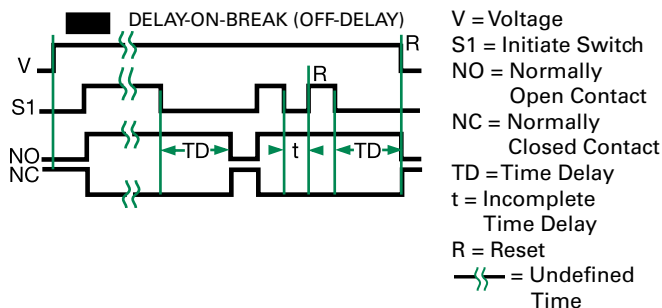 DELAY-ON-BREAK (OFF-DELAY)
V
R
S1
R
NO
NC
TD
t
TD
V = Voltage
S1 = Initiate Switch
NO = Normally
Open Contact
NC = Normally
Closed Contact
TD = Time Delay
t = Incomplete
Time Delay
R = Reset
= Undefined
Time